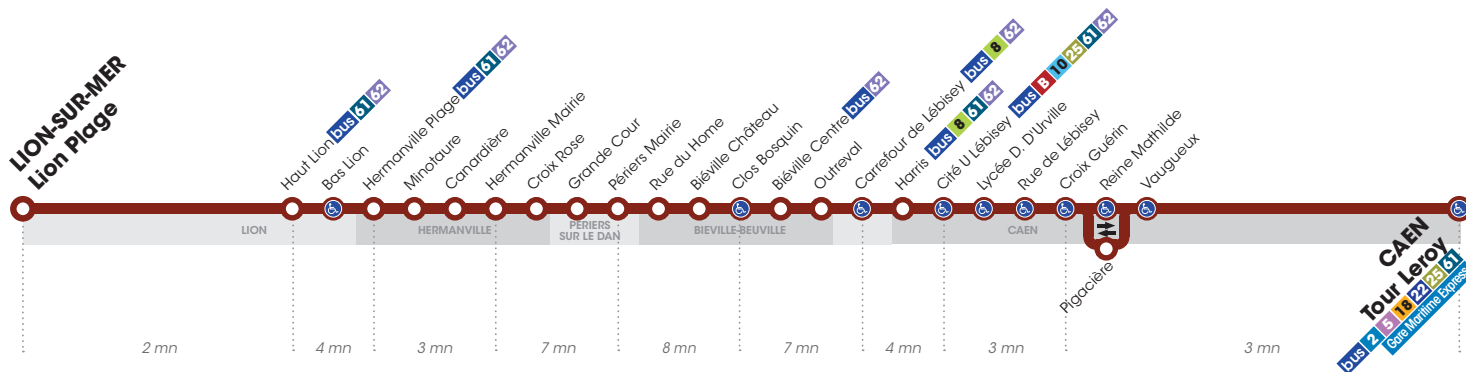 LION-SUR-MER
Lion Plage
Haut Lion bus 61 62
Bas Lion
Hermanville Plage bus 61 62
Minotaure
Canardière
Hermanville Mairie
Croix Rose
Grande Cour
Périers Mairie
Rue du Home
Biéville Château
Clos Bosquin
Biéville Centre bus 62
Outreval
Carrefour de Lébisey bus 8 62
Harris bus 8 61 62
Cité U Lébisey bus B 10 25 61 62
Lycée D. D'Urville
Rue de Lébisey
Croix Guérin
Reine Mathilde
Vaugueux
Pigacière
CAEN
Tour Leroy
bus 2 5 18 22 25 61
Gare Maritime Express
LION
HERMANVILLE
PÉRIERS
SUR LE DAN
BIEVILLE-BEUVILLE
CAEN
2 mn
4 mn
3 mn
7 mn
8 mn
7 mn
4 mn
3 mn
3 mn